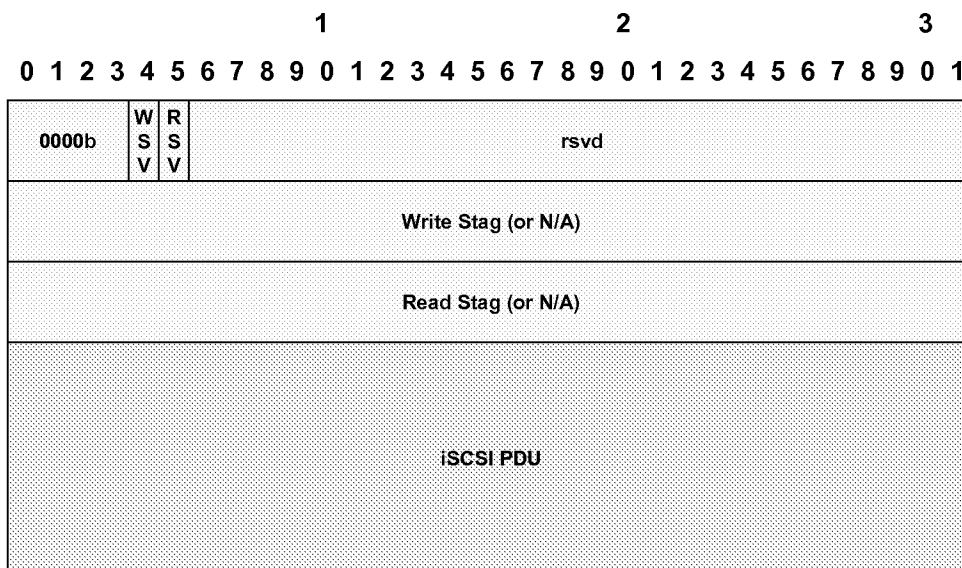 1 2 3
0 1 2 3 4 5 6 7 8 9 0 1 2 3 4 5 6 7 8 9 0 1 2 3 4 5 6 7 8 9 0 1
0000b WSV RSV rsvd
Write Stag (or N/A)
Read Stag (or N/A)
iSCSI PDU